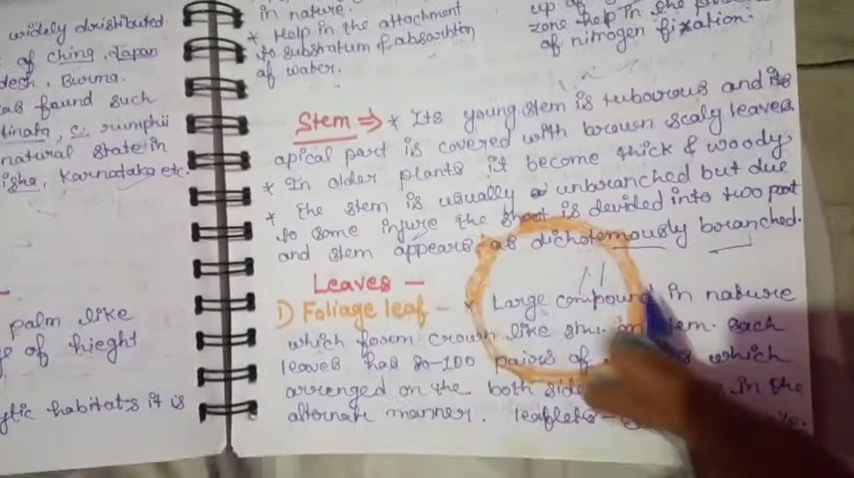 widely distributed
of ching, Japan
desh, Burma.
as found such
tinata, c. rumphii
natural state in
isha, Karnataka etc.
palm like
of hieght
ytic habitats it is
in nature.
* Help in the attachment
to substratum & absorbtion
of water.
zone help in the
of nitrogen fixation.
Stem ⇒ * Its young stem is tuborous and its
apical part is covered with brown scaly leaves
* In older plants it become thick & woody
* the stem is usually unbranched but due
to some injure the shoot is devided into two part
and stem appears as dichotemously branched.
Leaves —
i) Foliage leaf - * Large compound in nature
which form crown like on stem. each
leaves has 80-100 pairs of which
arrenged on the both side in the
alternate manner. leaflets-